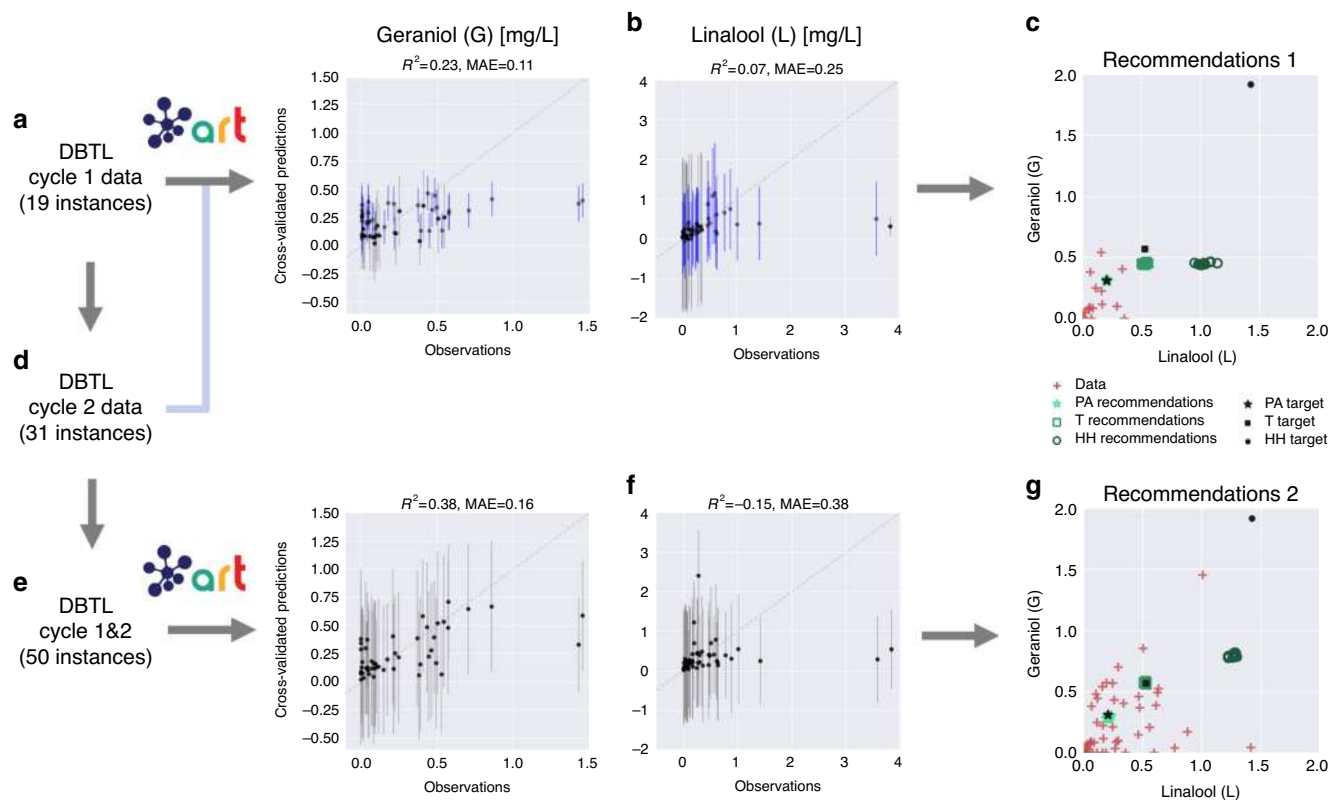 a
DBTL
cycle 1 data
(19 instances)
art
Geraniol (G) [mg/L]
R²=0.23, MAE=0.11
Cross-validated predictions
1.50
1.25
1.00
0.75
0.50
0.25
0.00
–0.25
–0.50
0.0 0.5 1.0 1.5
Observations
b
Linalool (L) [mg/L]
R²=0.07, MAE=0.25
4
3
2
1
0
–1
–2
0 1 2 3 4
Observations
c
Recommendations 1
Geraniol (G)
2.0
1.5
1.0
0.5
0.0
0.0 0.5 1.0 1.5 2.0
Linalool (L)
Data
PA recommendations
T recommendations
HH recommendations
PA target
T target
HH target
d
DBTL
cycle 2 data
(31 instances)
e
DBTL
cycle 1&2
(50 instances)
art
R²=0.38, MAE=0.16
Cross-validated predictions
1.50
1.25
1.00
0.75
0.50
0.25
0.00
–0.25
–0.50
0.0 0.5 1.0 1.5
Observations
f
R²=–0.15, MAE=0.38
4
3
2
1
0
–1
–2
0 1 2 3 4
Observations
g
Recommendations 2
Geraniol (G)
2.0
1.5
1.0
0.5
0.0
0.0 0.5 1.0 1.5 2.0
Linalool (L)